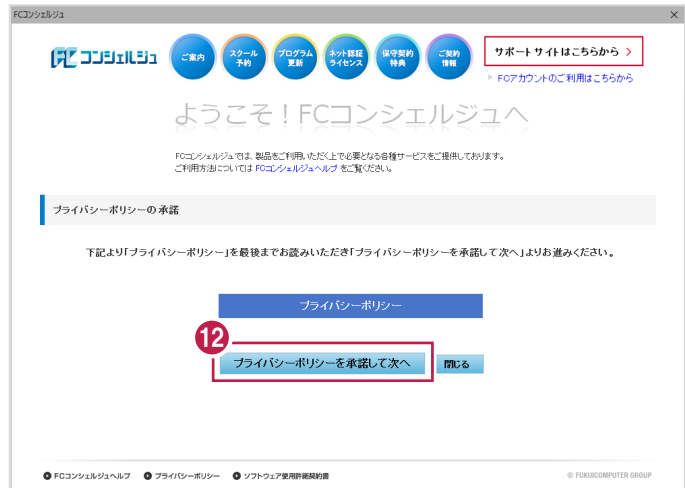 FCコンシェルジュ
FCコンシェルジュ
ご案内
スクール
予約
プログラム
更新
ネット認証
ライセンス
保守契約
特典
ご契約
情報
サポートサイトはこちらから >
FCアカウントのご利用はこちらから
ようこそ！FCコンシェルジュへ
FCコンシェルジュでは、製品をご利用いただく上で必要となる各種サービスをご提供しております。
ご利用方法については FCコンシェルジュヘルプ をご覧ください。
プライバシーポリシーの承諾
下記より「プライバシーポリシー」を最後までお読みいただき「プライバシーポリシーを承諾して次へ」よりお進みください。
プライバシーポリシー
12
プライバシーポリシーを承諾して次へ
閉じる
FCコンシェルジュヘルプ プライバシーポリシー ソフトウェア使用許諾契約書
© FUKUICOMPUTER GROUP